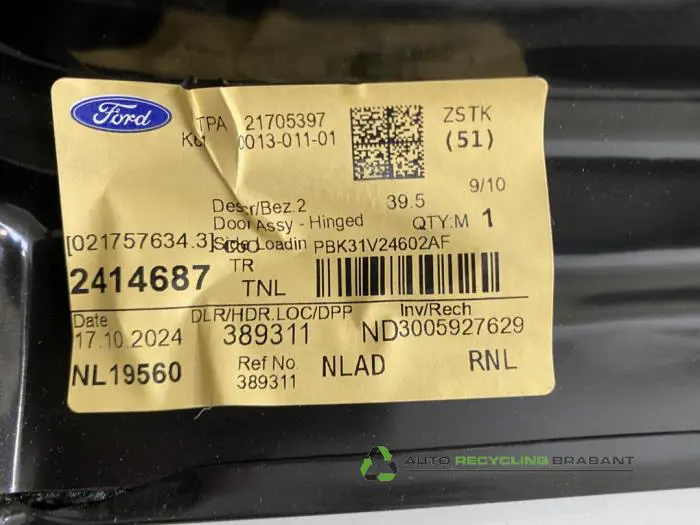 Ford
TPA 21705397
0013-011-01
ZSTK
(51)
9/10
Descr/Bez.2 39.5
Door Assy - Hinged QTY:M 1
[021757634.3] Side Loadin PBK31V24602AF
2414687 TR
TNL
Date DLR/HDR.LOC/DPP Inv/Rech
17.10.2024 389311 ND3005927629
NL19560 Ref No. NLAD RNL
389311
AUTO RECYCLING BRABANT